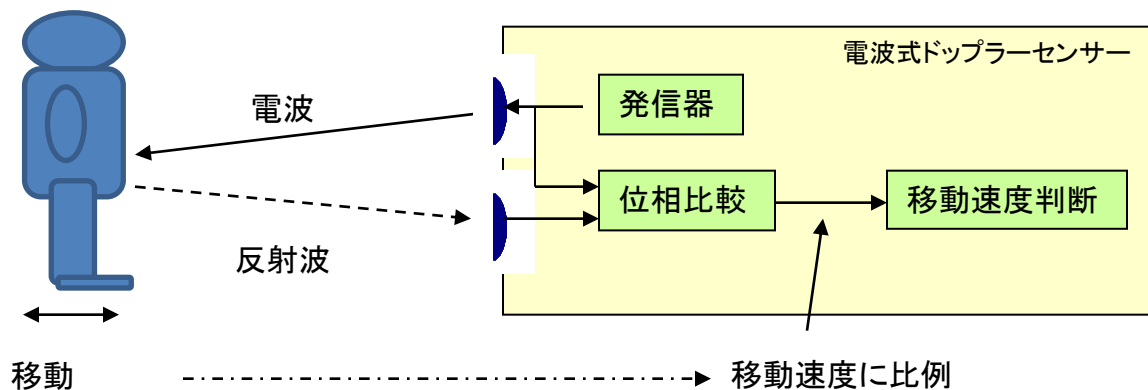 電波式ドップラーセンサー
電波
発信器
位相比較
移動速度判断
反射波
移動
移動速度に比例